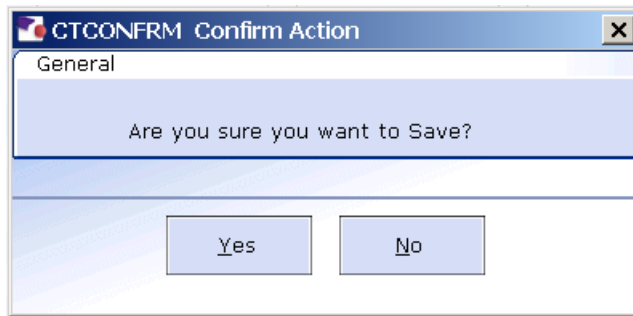 CTCONFRM Confirm Action
General
Are you sure you want to Save?
Yes
No